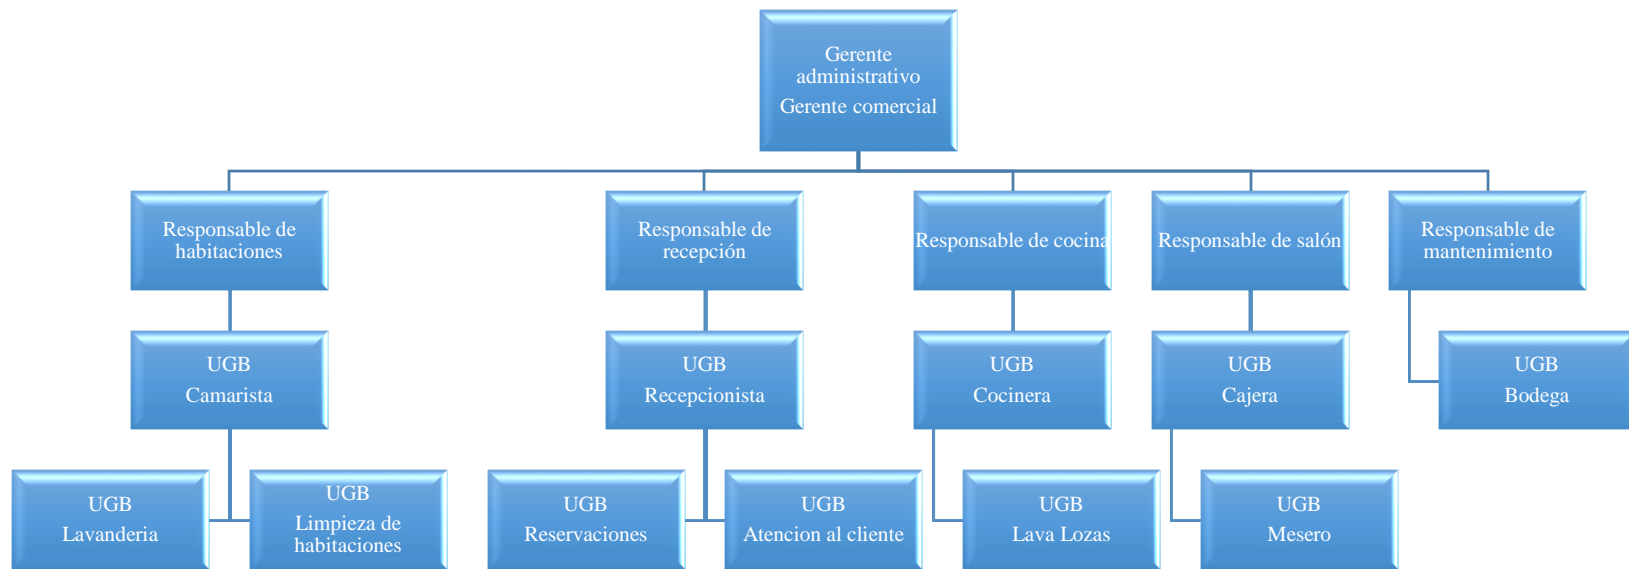 Gerente
administrativo
Gerente comercial
Responsable de
habitaciones
Responsable de
recepción
Responsable de cocina
Responsable de salón
Responsable de
mantenimiento
UGB
Camarista
UGB
Recepcionista
UGB
Cocinera
UGB
Cajera
UGB
Bodega
UGB
Lavanderia
UGB
Limpieza de
habitaciones
UGB
Reservaciones
UGB
Atencion al cliente
UGB
Lava Lozas
UGB
Mesero